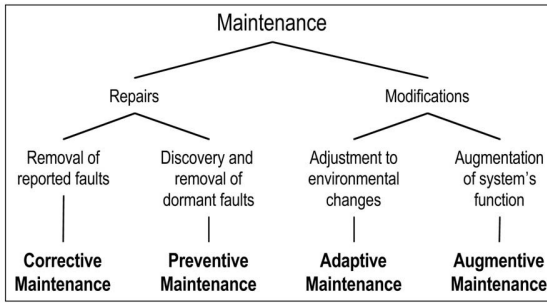 Maintenance
Repairs
Modifications
Removal of
reported faults
Discovery and
removal of
dormant faults
Adjustment to
environmental
changes
Augmentation
of system's
function
Corrective
Maintenance
Preventive
Maintenance
Adaptive
Maintenance
Augmentive
Maintenance